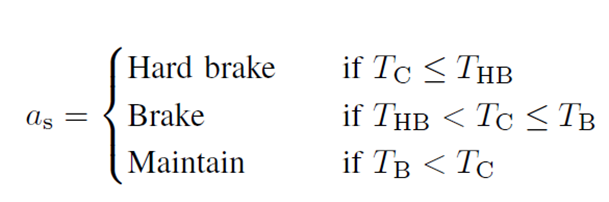 Hard brake if T_C ≤ T_HB
a_s = { Brake if T_HB < T_C ≤ T_B
Maintain if T_B < T_C